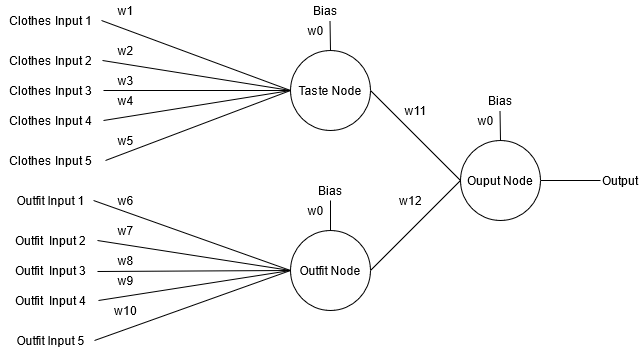 Clothes Input 1
w1
Clothes Input 2
w2
Clothes Input 3
w3
Clothes Input 4
w4
Clothes Input 5
w5
Bias
w0
Taste Node
w11
Outfit Input 1
w6
Outfit Input 2
w7
Outfit Input 3
w8
Outfit Input 4
w9
Outfit Input 5
w10
Bias
w0
Outfit Node
w12
Bias
w0
Ouput Node
Output